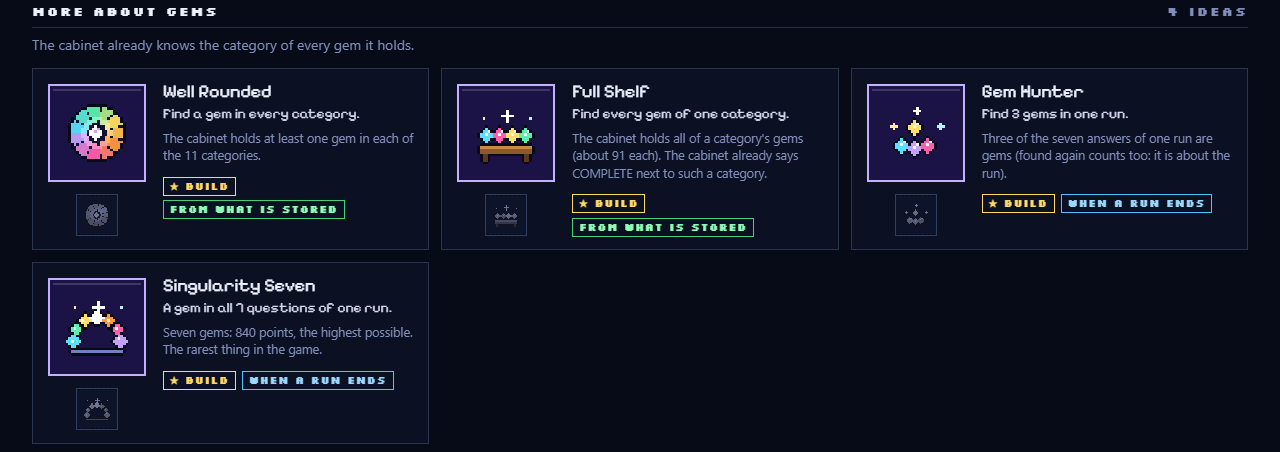 MORE ABOUT GEMS
4 IDEAS
The cabinet already knows the category of every gem it holds.
Well Rounded
Find a gem in every category.
The cabinet holds at least one gem in each of
the 11 categories.
★ BUILD
FROM WHAT IS STORED
Full Shelf
Find every gem of one category.
The cabinet holds all of a category's gems
(about 91 each). The cabinet already says
COMPLETE next to such a category.
★ BUILD
FROM WHAT IS STORED
Gem Hunter
Find 3 gems in one run.
Three of the seven answers of one run are
gems (found again counts too: it is about the
run).
★ BUILD
WHEN A RUN ENDS
Singularity Seven
A gem in all 7 questions of one run.
Seven gems: 840 points, the highest possible.
The rarest thing in the game.
★ BUILD
WHEN A RUN ENDS